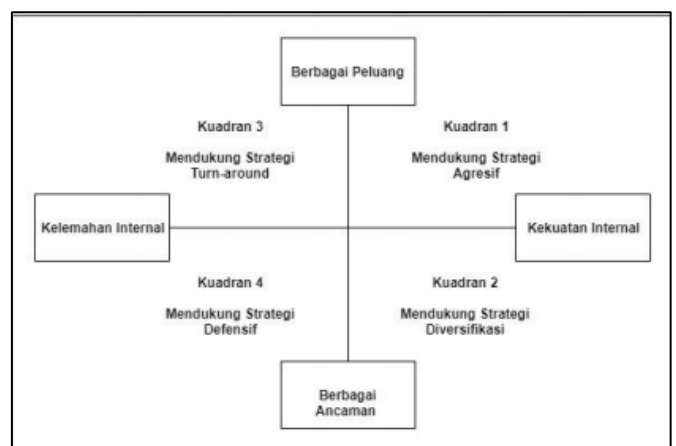 Berbagai Peluang
Kuadran 3
Mendukung Strategi
Turn-around
Kuadran 1
Mendukung Strategi
Agresif
Kelemahan Internal
Kekuatan Internal
Kuadran 4
Mendukung Strategi
Defensif
Kuadran 2
Mendukung Strategi
Diversifikasi
Berbagai
Ancaman